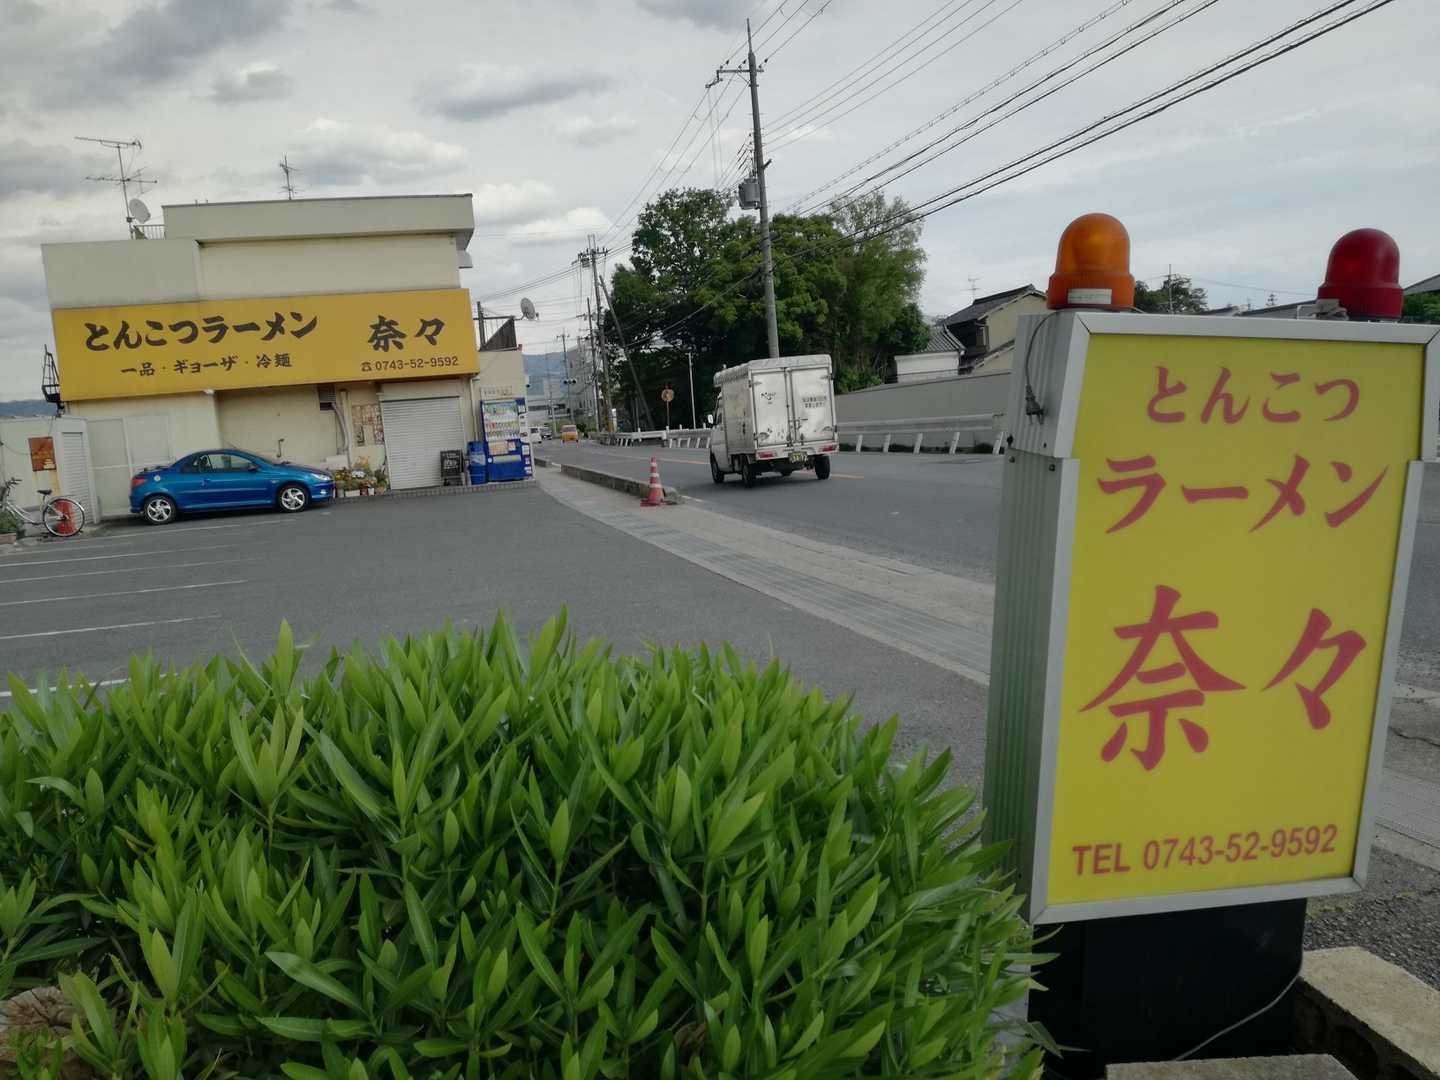 とんこつラーメン 奈々
一品・ギョーザ・冷麺 ☎0743-52-9592
とんこつ
ラーメン
奈々
TEL 0743-52-9592